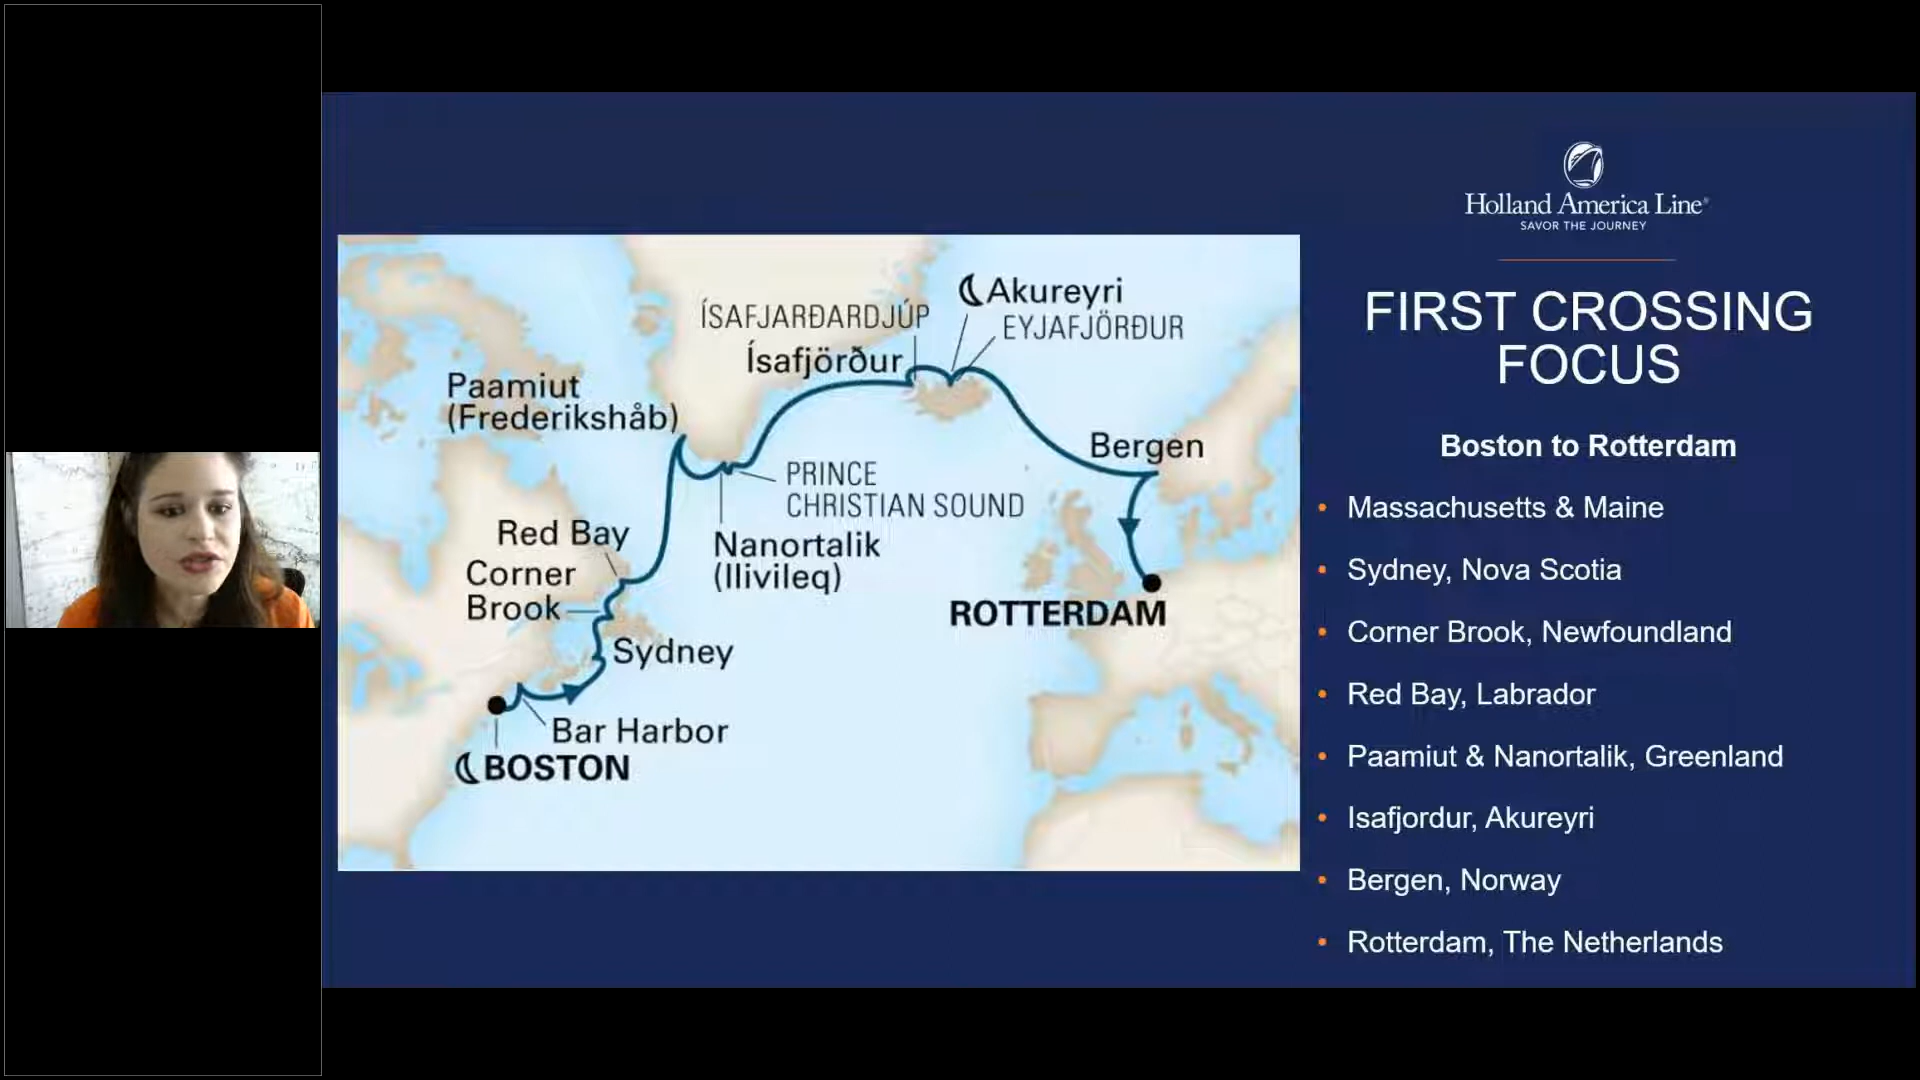 Holland America Line®
SAVOR THE JOURNEY
FIRST CROSSING
FOCUS
Boston to Rotterdam
• Massachusetts & Maine
• Sydney, Nova Scotia
• Corner Brook, Newfoundland
• Red Bay, Labrador
• Paamiut & Nanortalik, Greenland
• Isafjordur, Akureyri
• Bergen, Norway
• Rotterdam, The Netherlands
Akureyri
EYJAFJÖRÐUR
ÍSAFJARÐARDJÚP
Ísafjörður
Paamiut
(Frederikshåb)
Bergen
PRINCE
CHRISTIAN SOUND
Red Bay
Nanortalik
(Ilivileq)
Corner
Brook
ROTTERDAM
Sydney
Bar Harbor
BOSTON